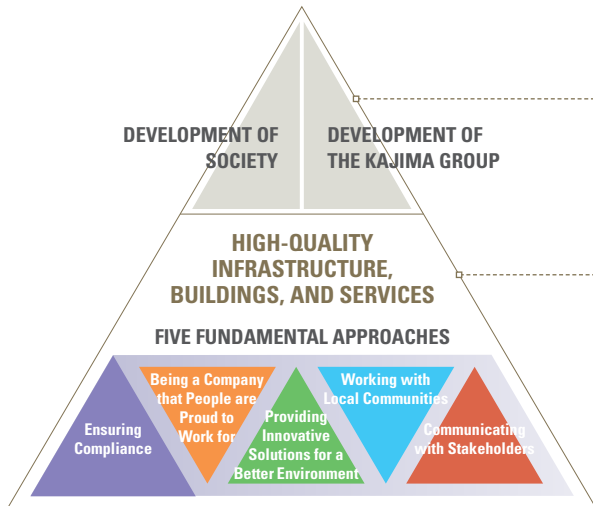 DEVELOPMENT OF
SOCIETY
DEVELOPMENT OF
THE KAJIMA GROUP
HIGH-QUALITY
INFRASTRUCTURE,
BUILDINGS, AND SERVICES
FIVE FUNDAMENTAL APPROACHES
Ensuring
Compliance
Being a Company
that People are
Proud to
Work for
Providing
Innovative
Solutions for a
Better Environment
Working with
Local Communities
Communicating
with Stakeholders